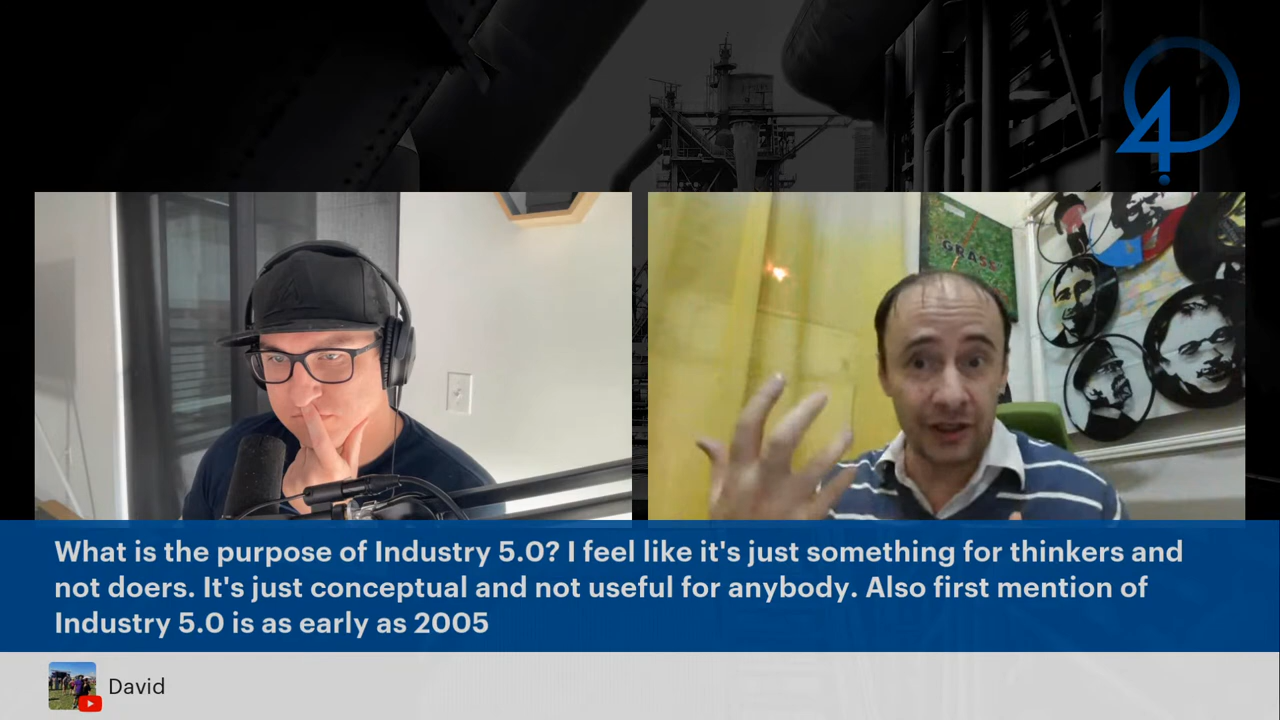 GRASS
What is the purpose of Industry 5.0? I feel like it's just something for thinkers and
not doers. It's just conceptual and not useful for anybody. Also first mention of
Industry 5.0 is as early as 2005
David